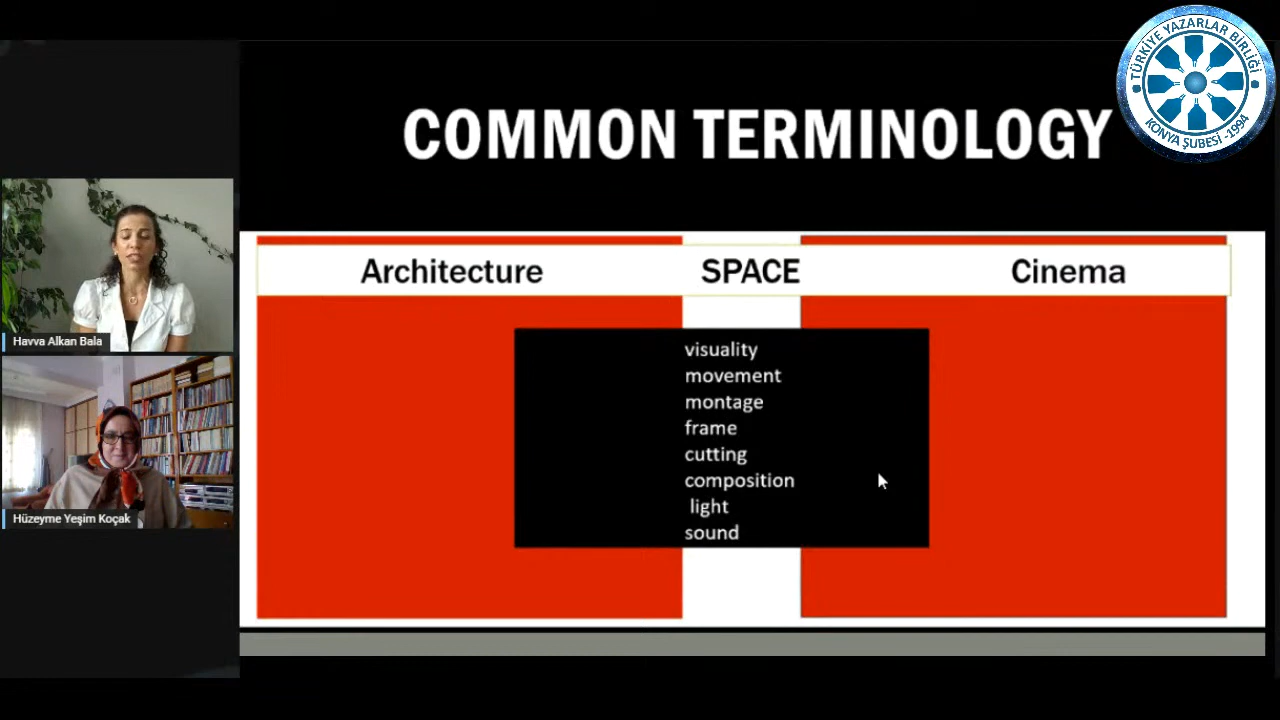 COMMON TERMINOLOGY
TÜRKİYE YAZARLAR BİRLİĞİ
KONYA ŞUBESİ -1994
Architecture SPACE Cinema
visuality
movement
montage
frame
cutting
composition
light
sound
Havva Alkan Bala
Hüzeyme Yeşim Koçak